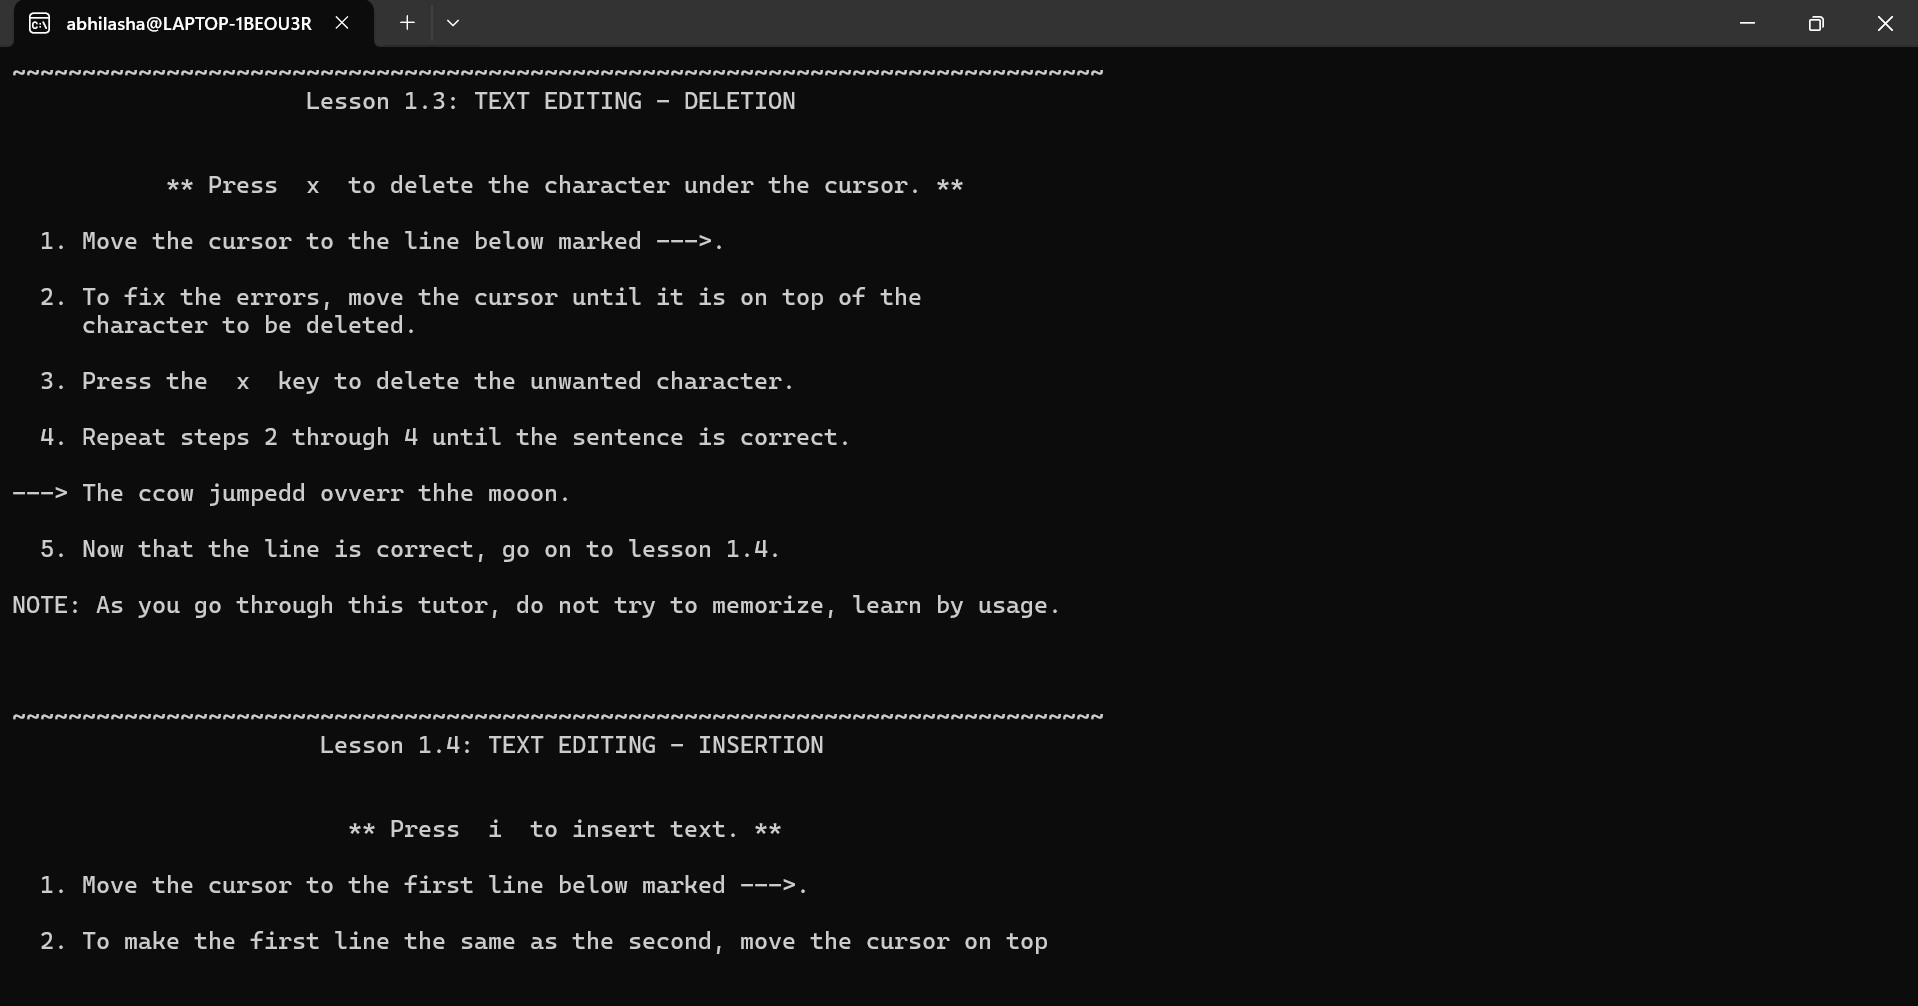 abhilasha@LAPTOP-1BEOU3R
~~~~~~~~~~~~~~~~~~~~~~~~~~~~~~~~~~~~~~~~~~~~~~~~~~~~~~~~~~~~~~~~~~~~~~~~~~~~~~
Lesson 1.3: TEXT EDITING - DELETION
** Press  x  to delete the character under the cursor. **
1. Move the cursor to the line below marked --->.
2. To fix the errors, move the cursor until it is on top of the
character to be deleted.
3. Press the  x  key to delete the unwanted character.
4. Repeat steps 2 through 4 until the sentence is correct.
---> The ccow jumpedd ovverr thhe mooon.
5. Now that the line is correct, go on to lesson 1.4.
NOTE: As you go through this tutor, do not try to memorize, learn by usage.
~~~~~~~~~~~~~~~~~~~~~~~~~~~~~~~~~~~~~~~~~~~~~~~~~~~~~~~~~~~~~~~~~~~~~~~~~~~~~~
Lesson 1.4: TEXT EDITING - INSERTION
** Press  i  to insert text. **
1. Move the cursor to the first line below marked --->.
2. To make the first line the same as the second, move the cursor on top